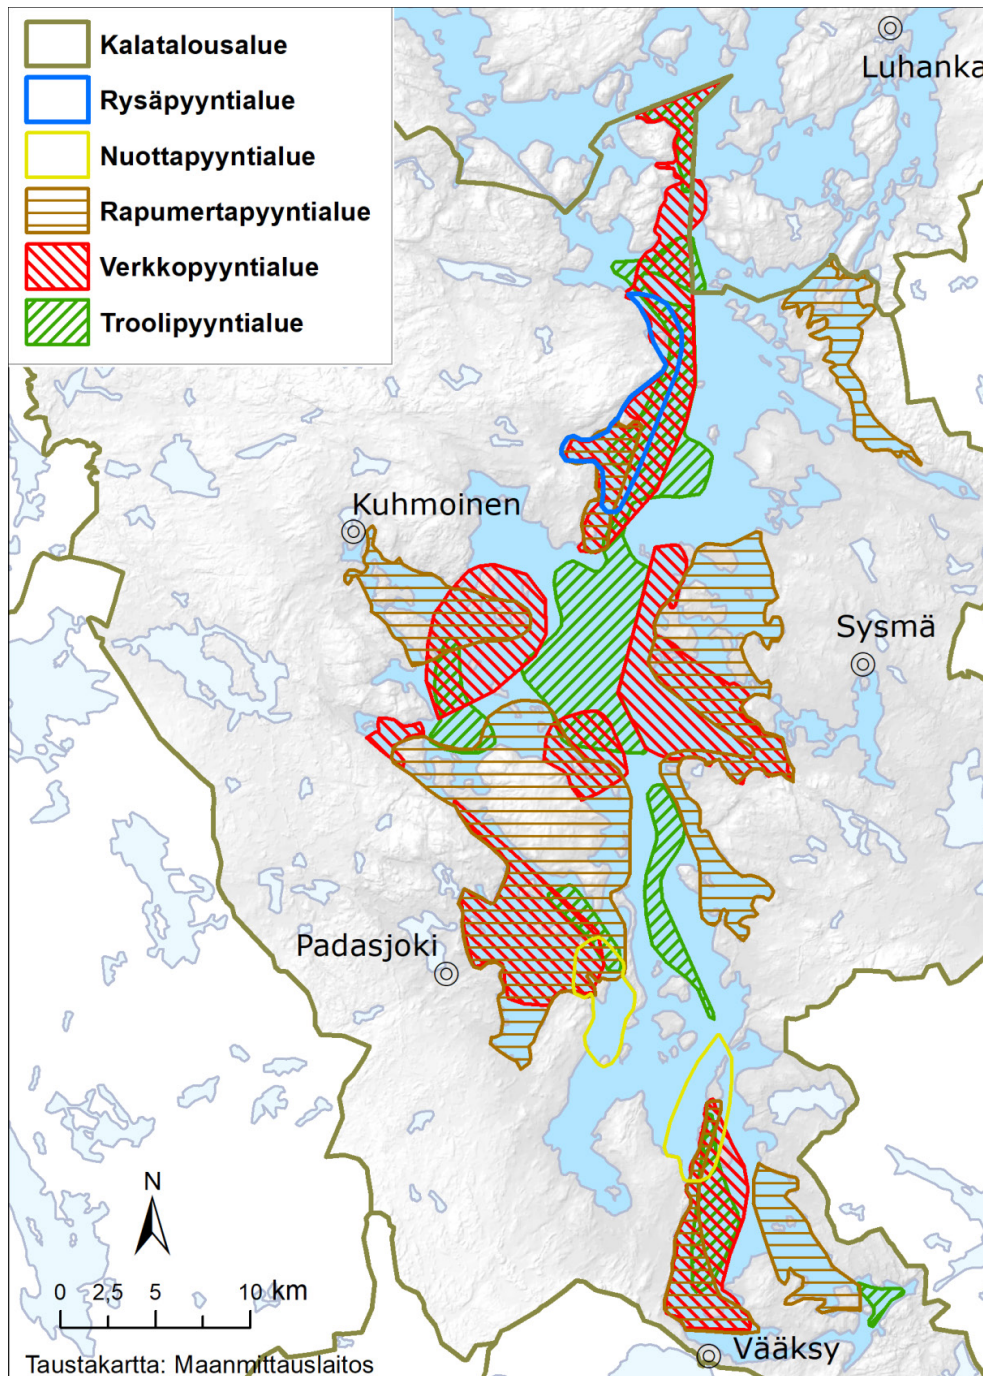 Kalatalousalue
Rysäpyyntialue
Nuottapyyntialue
Rapumertapyyntialue
Verkkopyyntialue
Troolipyyntialue
Luhanka
Kuhmoinen
Sysmä
Padasjoki
N
0 2,5 5 10 km
Vääksy
Taustakartta: Maanmittauslaitos